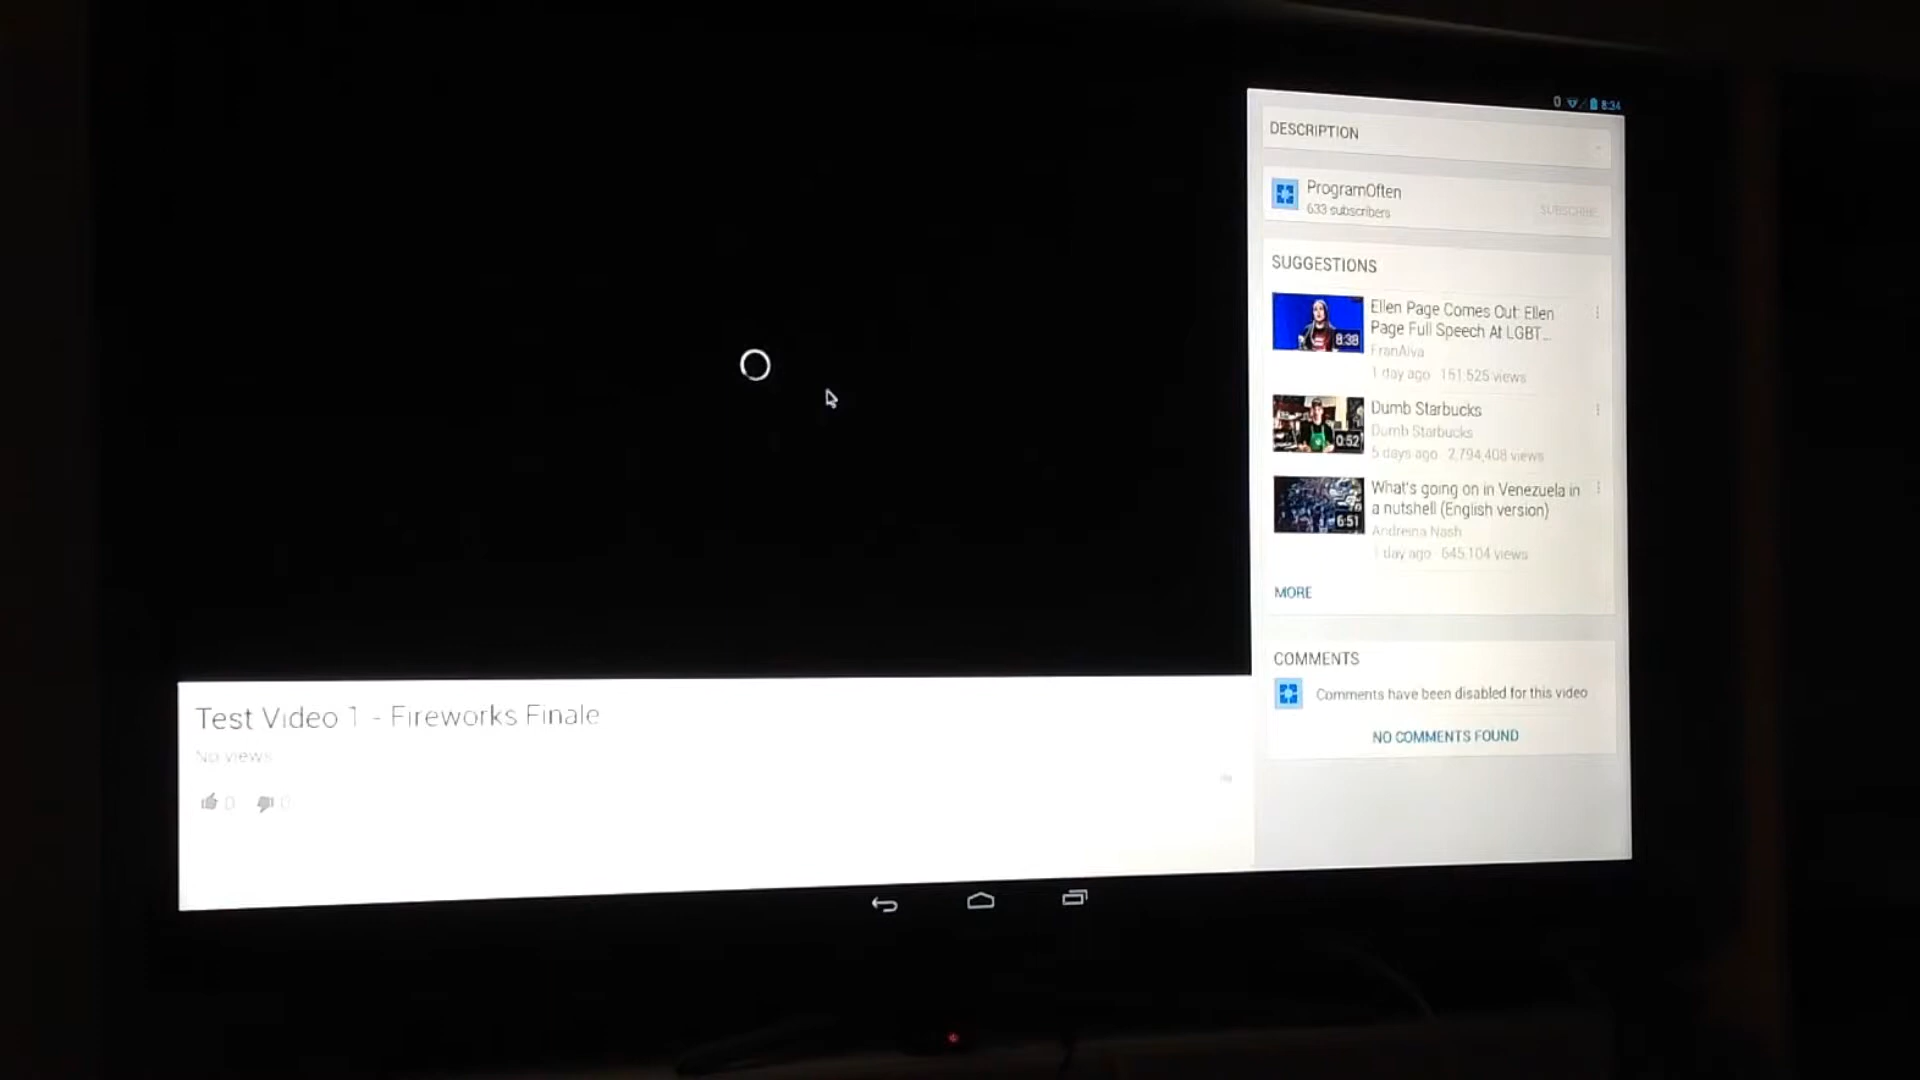 8:34
DESCRIPTION
ProgramOften
633 subscribers
SUBSCRIBE
SUGGESTIONS
8:38
Ellen Page Comes Out: Ellen
Page Full Speech At LGBT...
FranAlva
1 day ago 151,525 views
0:52
Dumb Starbucks
Dumb Starbucks
5 days ago 2,794,408 views
6:51
What's going on in Venezuela in
a nutshell (English version)
Andreina Nash
1 day ago 645,104 views
MORE
COMMENTS
Comments have been disabled for this video
NO COMMENTS FOUND
Test Video 1 - Fireworks Finale
No views
0 0